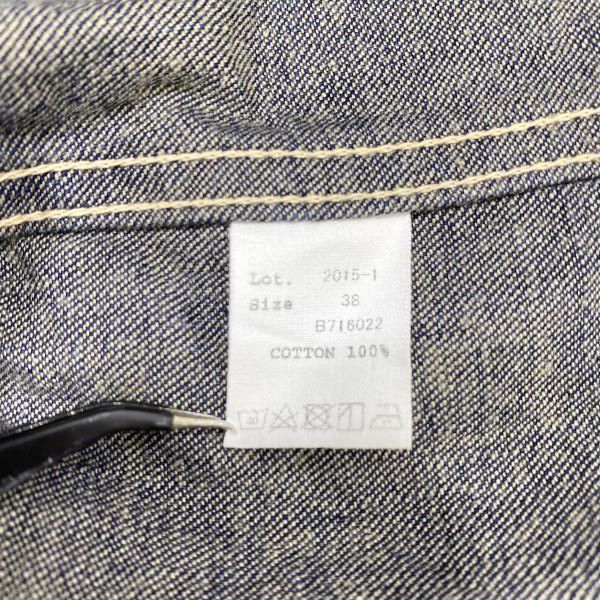 Lot. 2015-1
Size 38
B716022
COTTON 100%